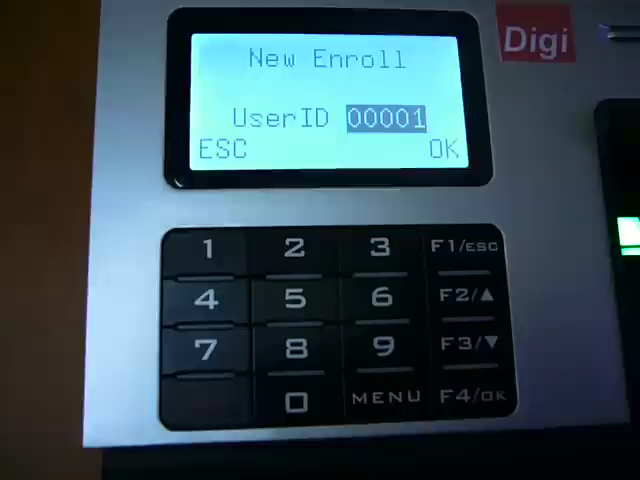 New Enroll
UserID 00001
ESC OK
Digi
1 2 3 F1/ESC
4 5 6 F2/▲
7 8 9 F3/▼
0 MENU F4/OK